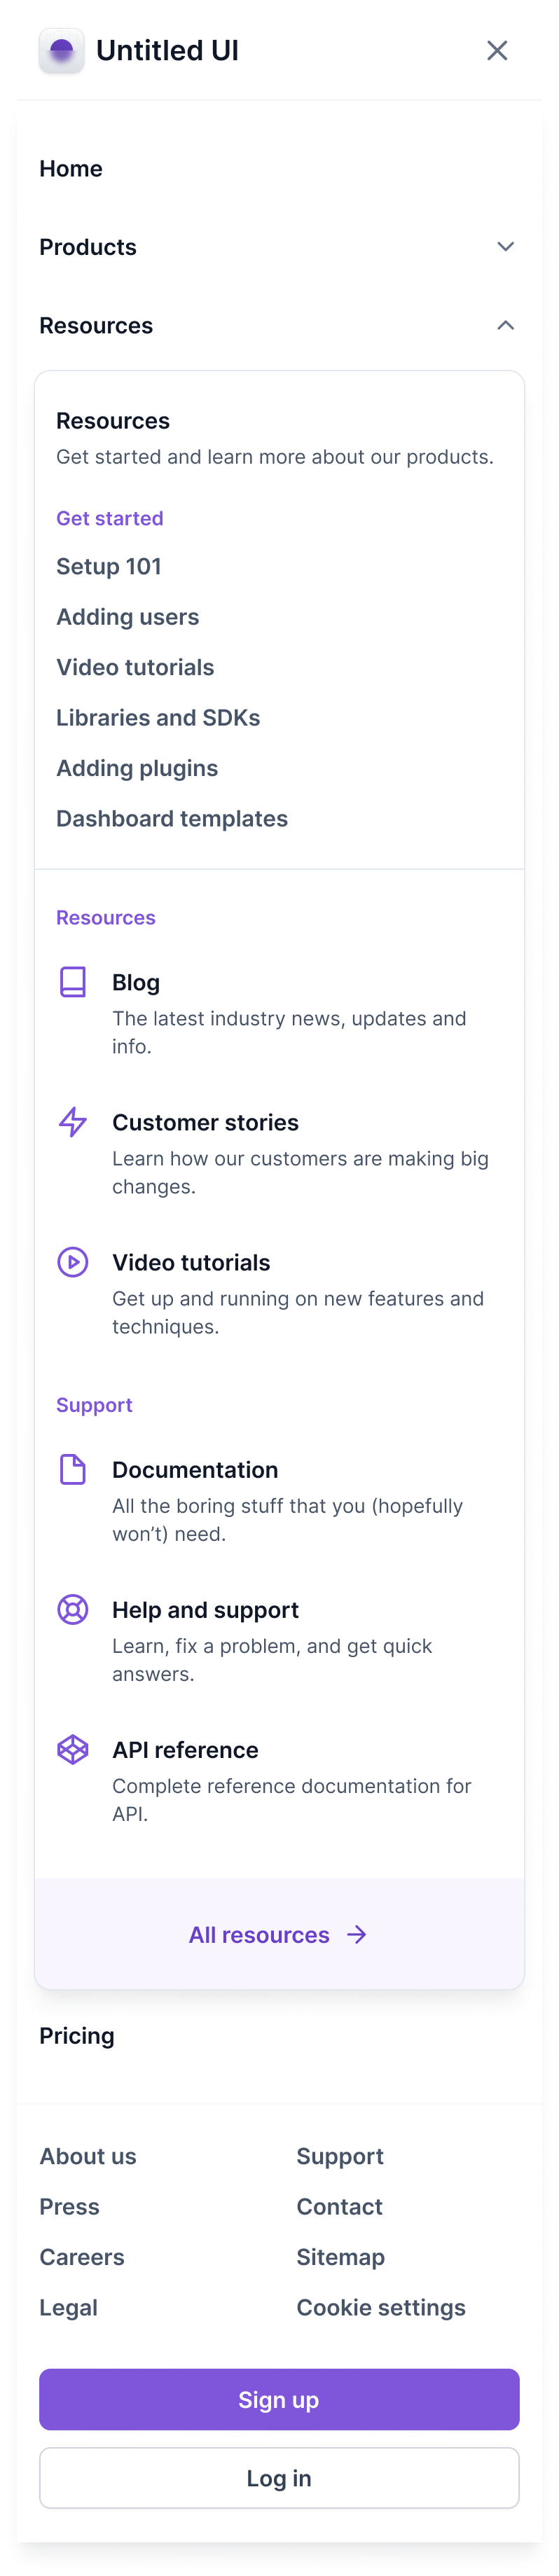 Untitled UI
Home
Products
Resources
Resources
Get started and learn more about our products.
Get started
Setup 101
Adding users
Video tutorials
Libraries and SDKs
Adding plugins
Dashboard templates
Resources
Blog
The latest industry news, updates and
info.
Customer stories
Learn how our customers are making big
changes.
Video tutorials
Get up and running on new features and
techniques.
Support
Documentation
All the boring stuff that you (hopefully
won’t) need.
Help and support
Learn, fix a problem, and get quick
answers.
API reference
Complete reference documentation for
API.
All resources
Pricing
About us
Press
Careers
Legal
Support
Contact
Sitemap
Cookie settings
Sign up
Log in